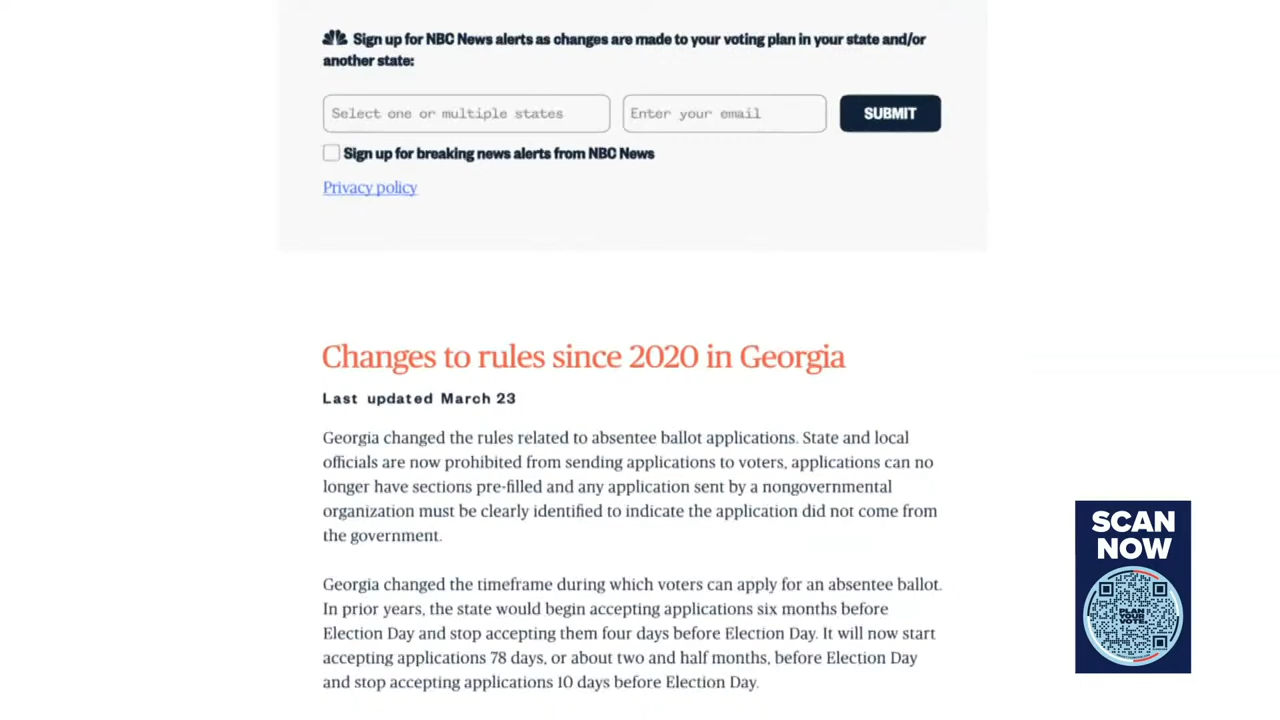 Sign up for NBC News alerts as changes are made to your voting plan in your state and/or
another state:
Select one or multiple states
Enter your email
SUBMIT
Sign up for breaking news alerts from NBC News
Privacy policy
Changes to rules since 2020 in Georgia
Last updated March 23
Georgia changed the rules related to absentee ballot applications. State and local
officials are now prohibited from sending applications to voters, applications can no
longer have sections pre-filled and any application sent by a nongovernmental
organization must be clearly identified to indicate the application did not come from
the government.
Georgia changed the timeframe during which voters can apply for an absentee ballot.
In prior years, the state would begin accepting applications six months before
Election Day and stop accepting them four days before Election Day. It will now start
accepting applications 78 days, or about two and half months, before Election Day
and stop accepting applications 10 days before Election Day.
SCAN
NOW
PLAN
YOUR
VOTE.